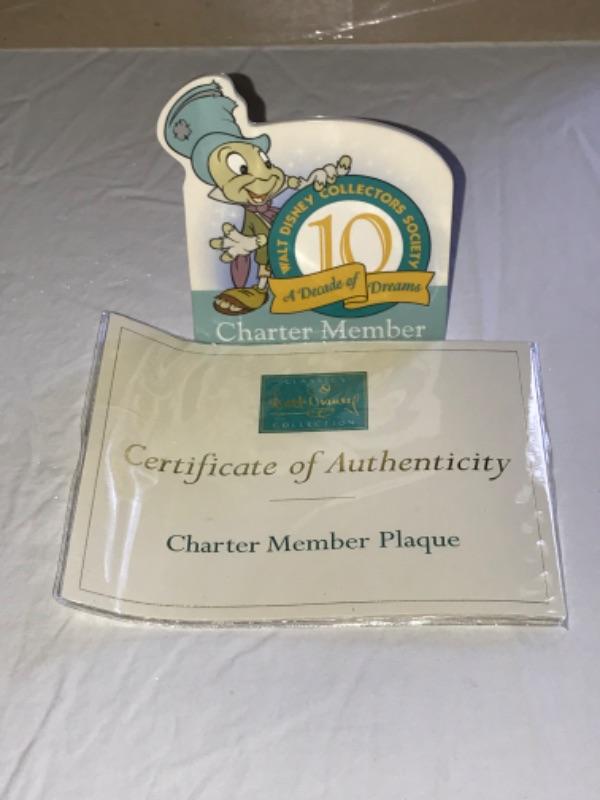 WALT DISNEY COLLECTORS SOCIETY
10
A Decade of Dreams
Charter Member
CLASSICS
Walt Disney
COLLECTION
Certificate of Authenticity
Charter Member Plaque